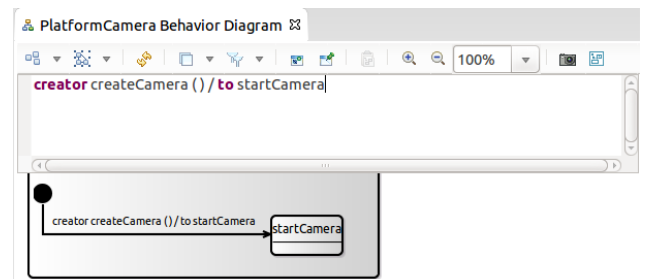 PlatformCamera Behavior Diagram
100%
creator createCamera () / to startCamera
creator createCamera () / to startCamera
startCamera